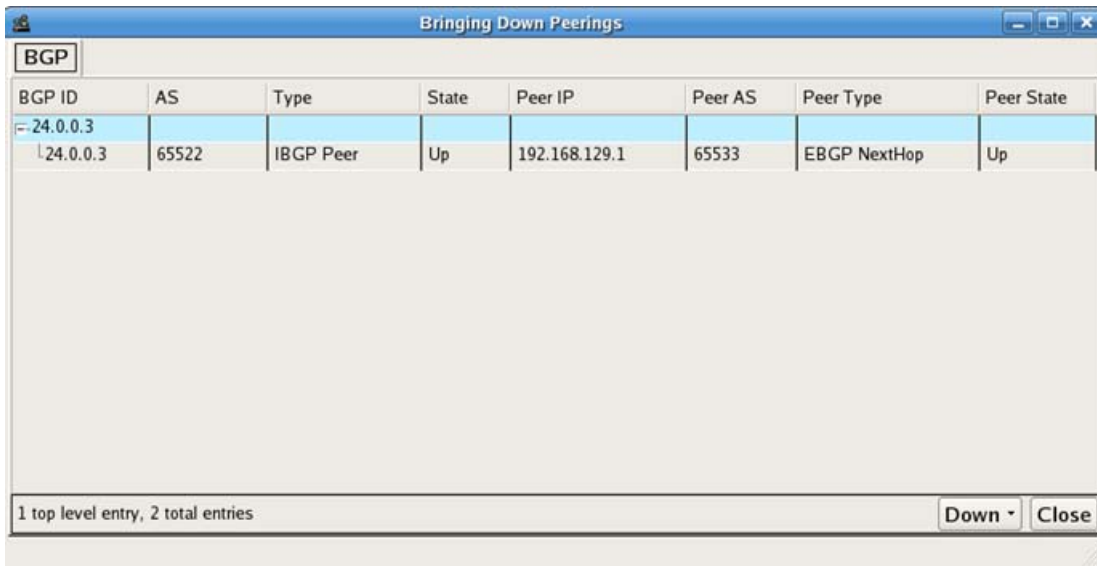 Bringing Down Peerings
BGP
BGP ID AS Type State Peer IP Peer AS Peer Type Peer State
24.0.0.3
24.0.0.3 65522 IBGP Peer Up 192.168.129.1 65533 EBGP NextHop Up
1 top level entry, 2 total entries Down Close